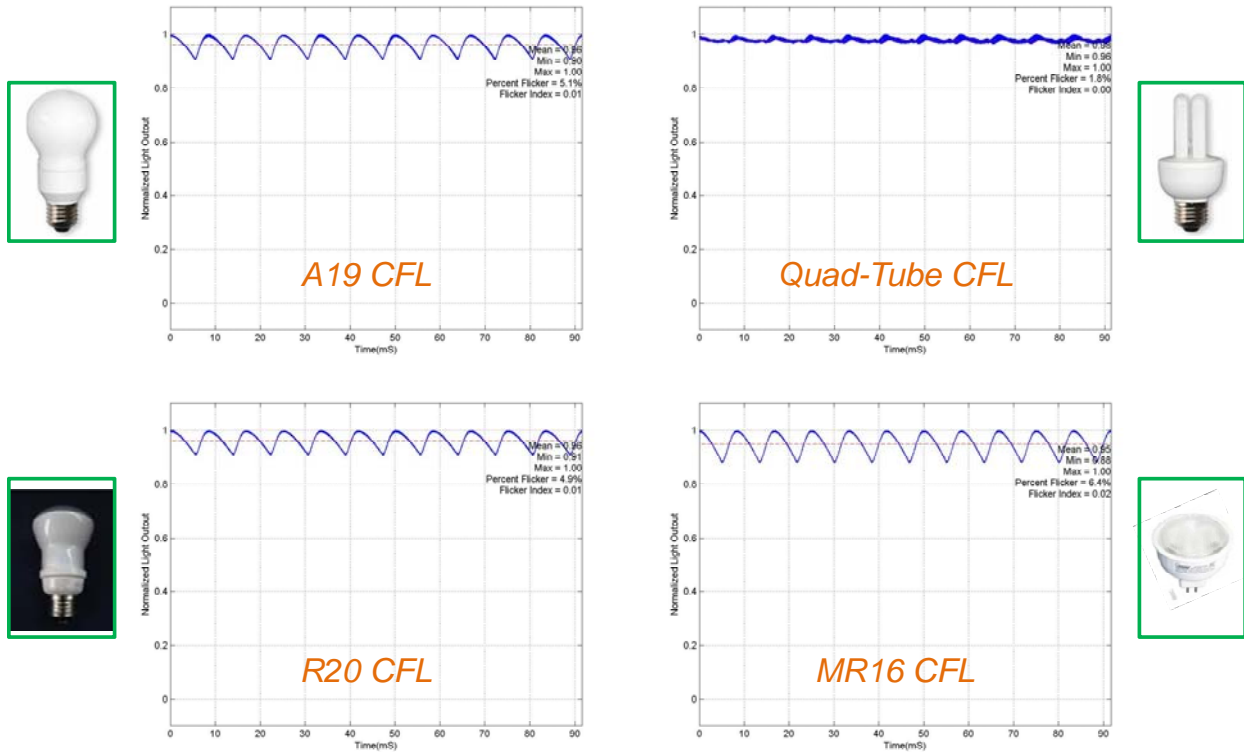 1
0.8
0.6
0.4
0.2
0
Normalized Light Output
Mean = 0.96
Min = 0.90
Max = 1.00
Percent Flicker = 5.1%
Flicker Index = 0.01
A19 CFL
0 10 20 30 40 50 60 70 80 90
Time(mS)
1
0.8
0.6
0.4
0.2
0
Normalized Light Output
Mean = 0.98
Min = 0.96
Max = 1.00
Percent Flicker = 1.8%
Flicker Index = 0.00
Quad-Tube CFL
0 10 20 30 40 50 60 70 80 90
Time(mS)
1
0.8
0.6
0.4
0.2
0
Normalized Light Output
Mean = 0.96
Min = 0.91
Max = 1.00
Percent Flicker = 4.9%
Flicker Index = 0.01
R20 CFL
0 10 20 30 40 50 60 70 80 90
Time(mS)
1
0.8
0.6
0.4
0.2
0
Normalized Light Output
Mean = 0.95
Min = 0.88
Max = 1.00
Percent Flicker = 6.4%
Flicker Index = 0.02
MR16 CFL
0 10 20 30 40 50 60 70 80 90
Time(mS)